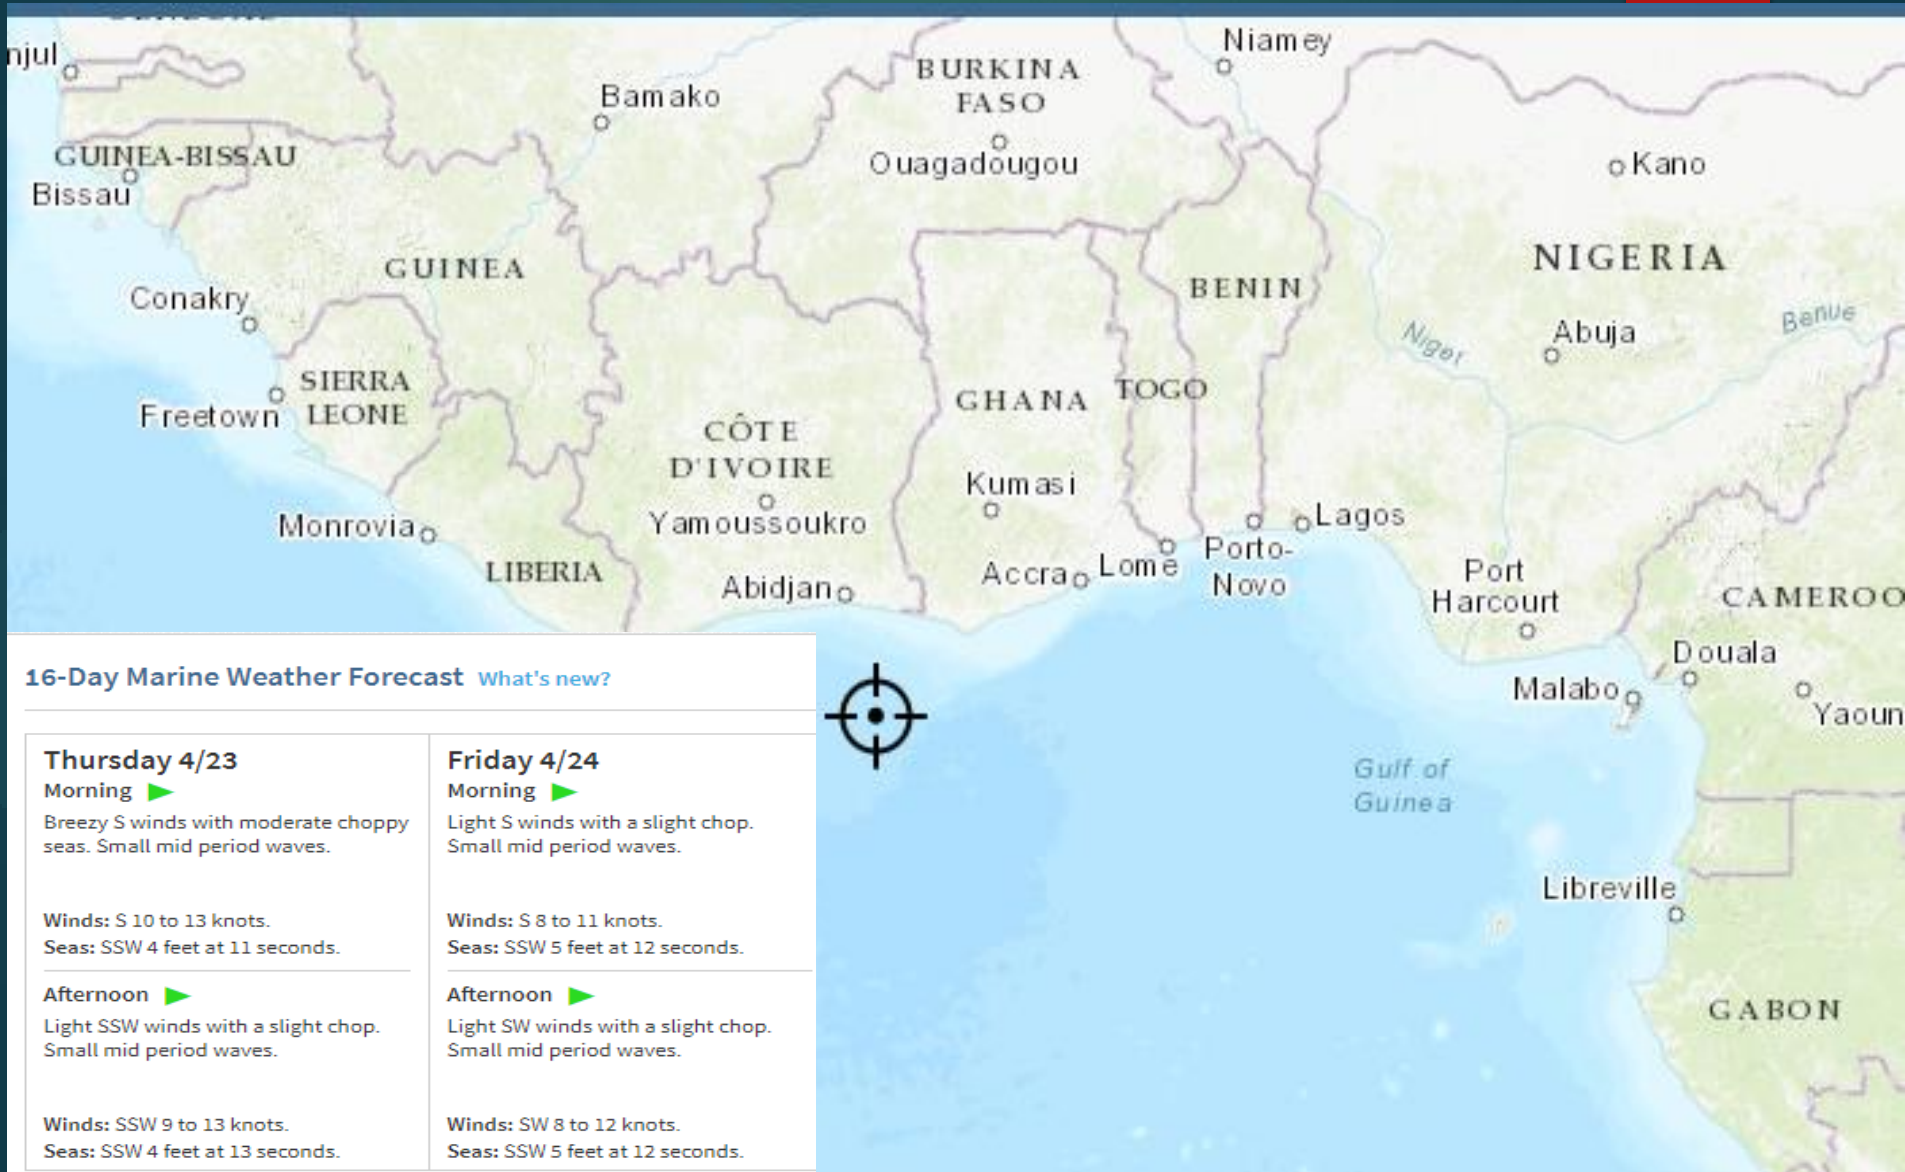 njul
Niamey
BURKINA
FASO
Bamako
Ouagadougou
Kano
GUINEA-BISSAU
Bissau
NIGERIA
GUINEA
BENIN
Conakry
Niger
Abuja
Benue
SIERRA
LEONE
Freetown
GHANA
TOGO
CÔTE
D'IVOIRE
Kumasi
Yamoussoukro
Monrovia
Lagos
Porto-
Novo
LIBERIA
Abidjan
Accra
Lomé
Port
Harcourt
CAMEROO
Douala
Malabo
Yaoun
Gulf of
Guinea
Libreville
GABON
16-Day Marine Weather Forecast What's new?
Thursday 4/23
Morning
Breezy S winds with moderate choppy
seas. Small mid period waves.
Winds: S 10 to 13 knots.
Seas: SSW 4 feet at 11 seconds.
Afternoon
Light SSW winds with a slight chop.
Small mid period waves.
Winds: SSW 9 to 13 knots.
Seas: SSW 4 feet at 13 seconds.
Friday 4/24
Morning
Light S winds with a slight chop.
Small mid period waves.
Winds: S 8 to 11 knots.
Seas: SSW 5 feet at 12 seconds.
Afternoon
Light SW winds with a slight chop.
Small mid period waves.
Winds: SW 8 to 12 knots.
Seas: SSW 5 feet at 12 seconds.